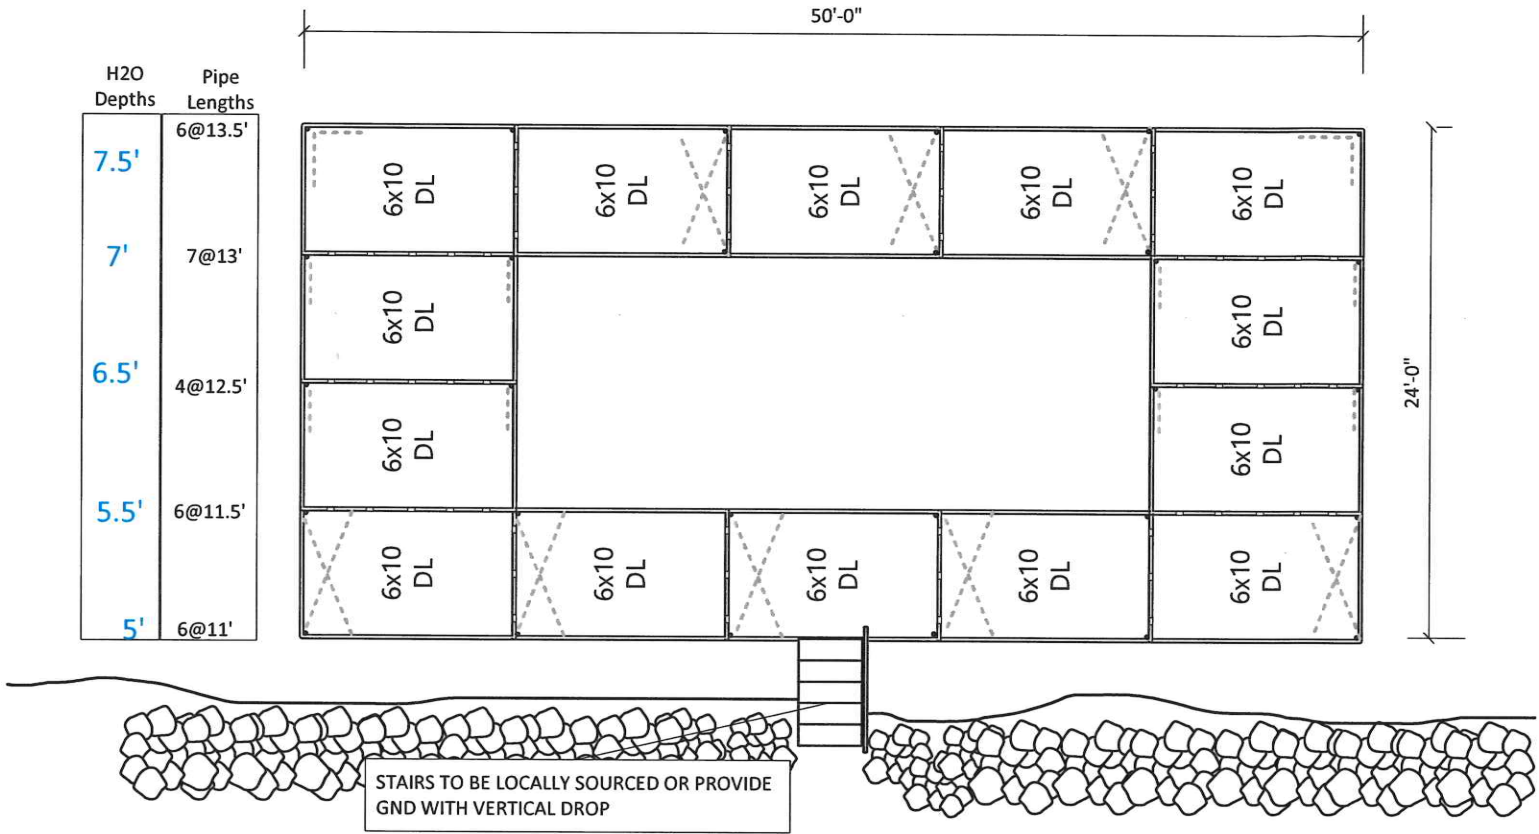 50'-0"
H2O
Depths
Pipe
Lengths
6@13.5'
7.5'
7'
7@13'
6.5'
4@12.5'
5.5'
6@11.5'
5'
6@11'
6x10
DL
6x10
DL
6x10
DL
6x10
DL
6x10
DL
6x10
DL
6x10
DL
6x10
DL
6x10
DL
6x10
DL
6x10
DL
6x10
DL
6x10
DL
6x10
DL
24'-0"
STAIRS TO BE LOCALLY SOURCED OR PROVIDE
GND WITH VERTICAL DROP